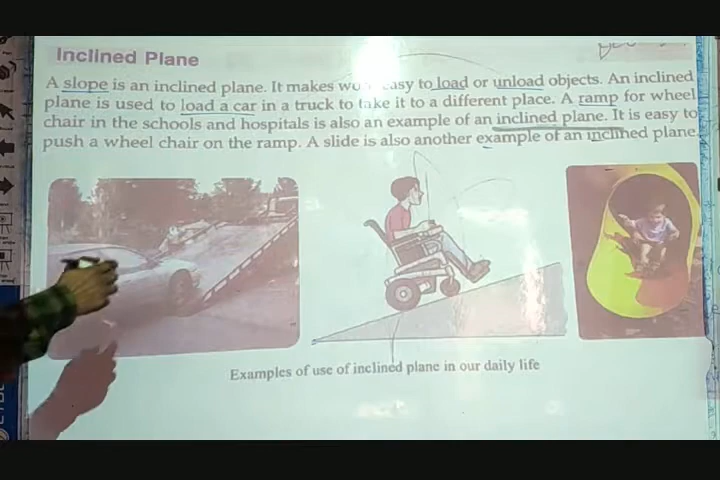 Inclined Plane
A slope is an inclined plane. It makes easy to load or unload objects. An inclined
plane is used to load a car in a truck to take it to a different place. A ramp for wheel
chair in the schools and hospitals is also an example of an inclined plane. It is easy to
push a wheel chair on the ramp. A slide is also another example of an inclined plane.
Examples of use of inclined plane in our daily life